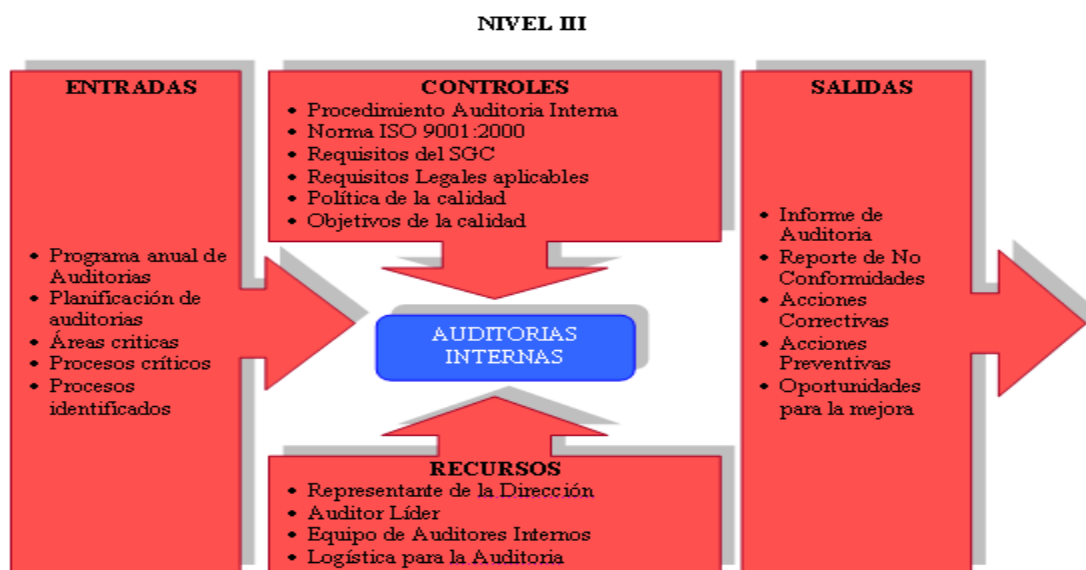 NIVEL III
ENTRADAS
• Programa anual de
Auditorias
• Planificación de
auditorias
• Áreas criticas
• Procesos críticos
• Procesos
identificados
CONTROLES
• Procedimiento Auditoria Interna
• Norma ISO 9001:2000
• Requisitos del SGC
• Requisitos Legales aplicables
• Política de la calidad
• Objetivos de la calidad
AUDITORIAS
INTERNAS
RECURSOS
• Representante de la Dirección
• Auditor Líder
• Equipo de Auditores Internos
• Logística para la Auditoria
SALIDAS
• Informe de
Auditoria
• Reporte de No
Conformidades
• Acciones
Correctivas
• Acciones
Preventivas
• Oportunidades
para la mejora